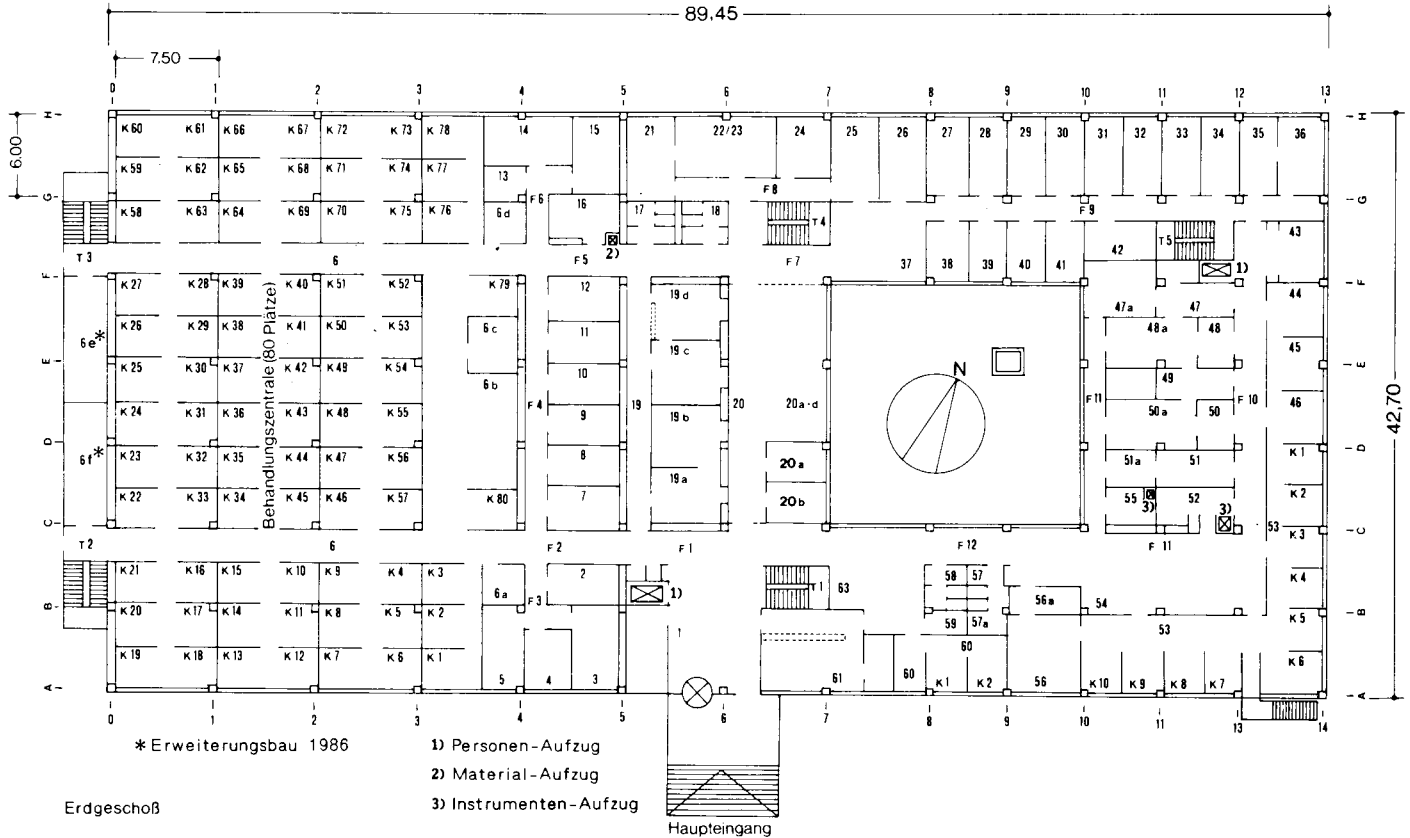 89,45
7.50
0 1 2 3 4 5 6 7 8 9 10 11 12 13
6.00
H H
K 60 K 61 K 66 K 67 K 72 K 73 K 78 14 15 21 22/23 24 25 26 27 28 29 30 31 32 33 34 35 36
K 59 K 62 K 65 K 68 K 71 K 74 K 77 13
F 6 F 8
G G
K 58 K 63 K 64 K 69 K 70 K 75 K 76 6d 16 17 18 T 4 F 9 43
42 T 5
T 3 6 F 5 2) F 7 37 38 39 40 41 1)
F F
K 27 K 28 K 39 K 40 K 51 K 52 K 79 12 19 d 44
47a 47
K 26 K 29 K 38 K 41 K 50 K 53 6c 11 48a 48
6e* 19 c 45
E E
K 25 K 30 K 37 K 42 K 49 K 54 6b 10 N 49
Behandlungszentrale (80 Plätze)
K 24 K 31 K 36 K 43 K 48 K 55 F 4 9 19 19 b 20 20 a-d F 11 50a 50 F 10 46
D D
K 23 K 32 K 35 K 44 K 47 K 56 8 20 a 51a 51 K 1
6f*
K 22 K 33 K 34 K 45 K 46 K 57 K 80 7 19 a 20 b 55 3) 52 3) K 2
C C
53 K 3
T 2 6 F 2 F 1 F 12 F 11
K 21 K 16 K 15 K 10 K 9 K 4 K 3 6a 2 1) T 1 63 58 57 56a 54 K 4
F 3
B B
K 20 K 17 K 14 K 11 K 8 K 5 K 2 59 57a 53 K 5
1 60
K 19 K 18 K 13 K 12 K 7 K 6 K 1 5 4 3 61 60 K 1 K 2 56 K 10 K 9 K 8 K 7 K 6
A A
0 1 2 3 4 5 6 7 8 9 10 11 13 14
42,70
* Erweiterungsbau 1986
1) Personen-Aufzug
2) Material-Aufzug
3) Instrumenten-Aufzug
Erdgeschoß
Haupteingang